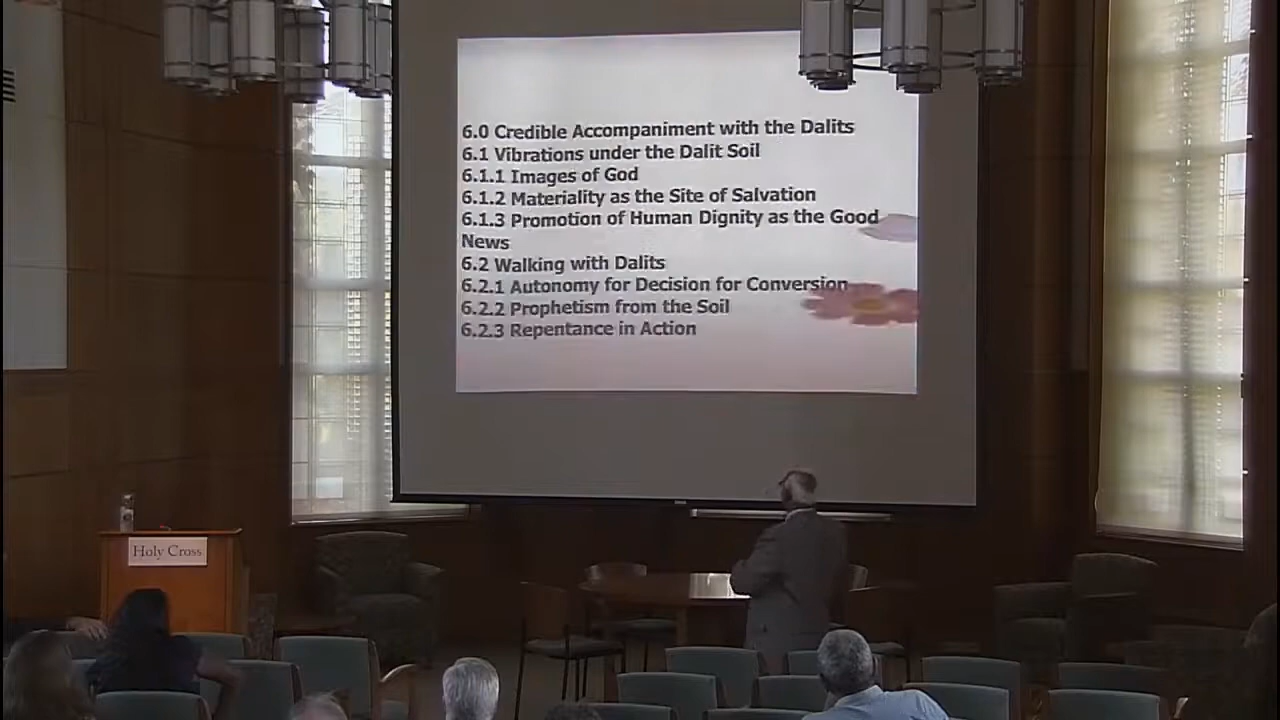 6.0 Credible Accompaniment with the Dalits
6.1 Vibrations under the Dalit Soil
6.1.1 Images of God
6.1.2 Materiality as the Site of Salvation
6.1.3 Promotion of Human Dignity as the Good
News
6.2 Walking with Dalits
6.2.1 Autonomy for Decision for Conversion
6.2.2 Prophetism from the Soil
6.2.3 Repentance in Action
Holy Cross